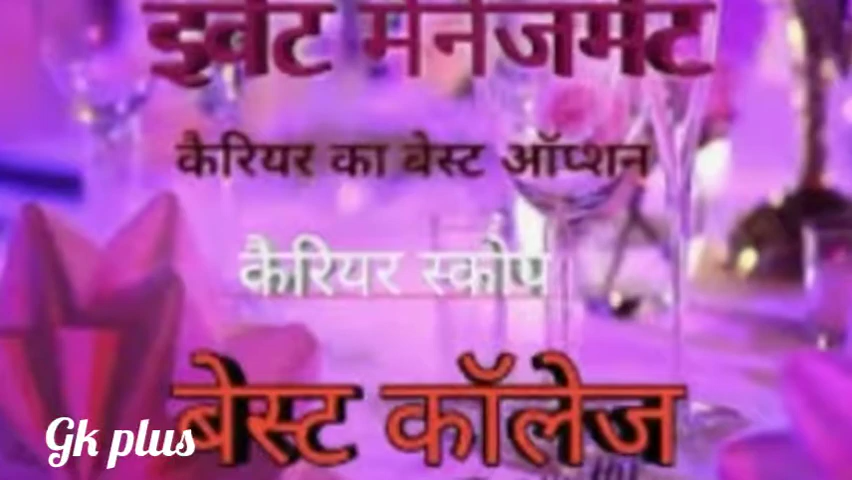 इवेंट मैनेजमेंट
कैरियर का बेस्ट ऑप्शन
कैरियर स्कोप
बेस्ट कॉलेज
Gk plus